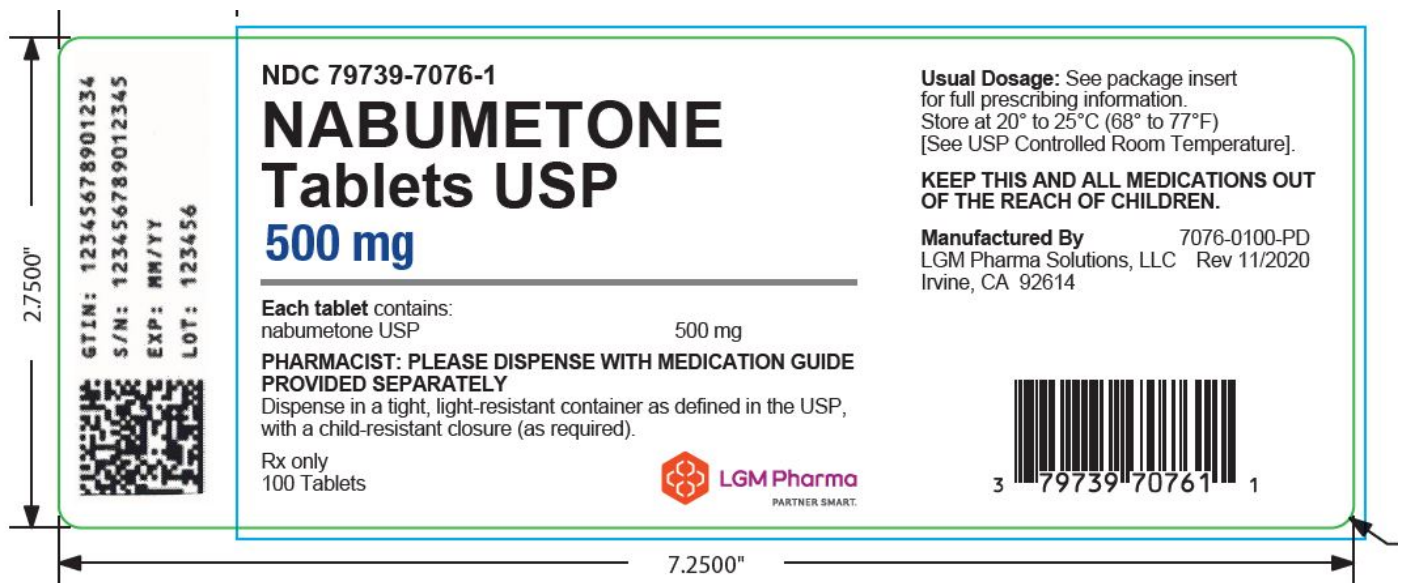 GTIN: 12345678901234
S/N: 123456789012345
EXP: MM/YY
LOT: 123456
NDC 79739-7076-1
NABUMETONE
Tablets USP
500 mg
Each tablet contains:
nabumetone USP 500 mg
PHARMACIST: PLEASE DISPENSE WITH MEDICATION GUIDE
PROVIDED SEPARATELY
Dispense in a tight, light-resistant container as defined in the USP,
with a child-resistant closure (as required).
Rx only
100 Tablets
LGM Pharma
PARTNER SMART.
Usual Dosage: See package insert
for full prescribing information.
Store at 20° to 25°C (68° to 77°F)
[See USP Controlled Room Temperature].
KEEP THIS AND ALL MEDICATIONS OUT
OF THE REACH OF CHILDREN.
Manufactured By 7076-0100-PD
LGM Pharma Solutions, LLC Rev 11/2020
Irvine, CA 92614
3 79739 70761 1
2.7500"
7.2500"